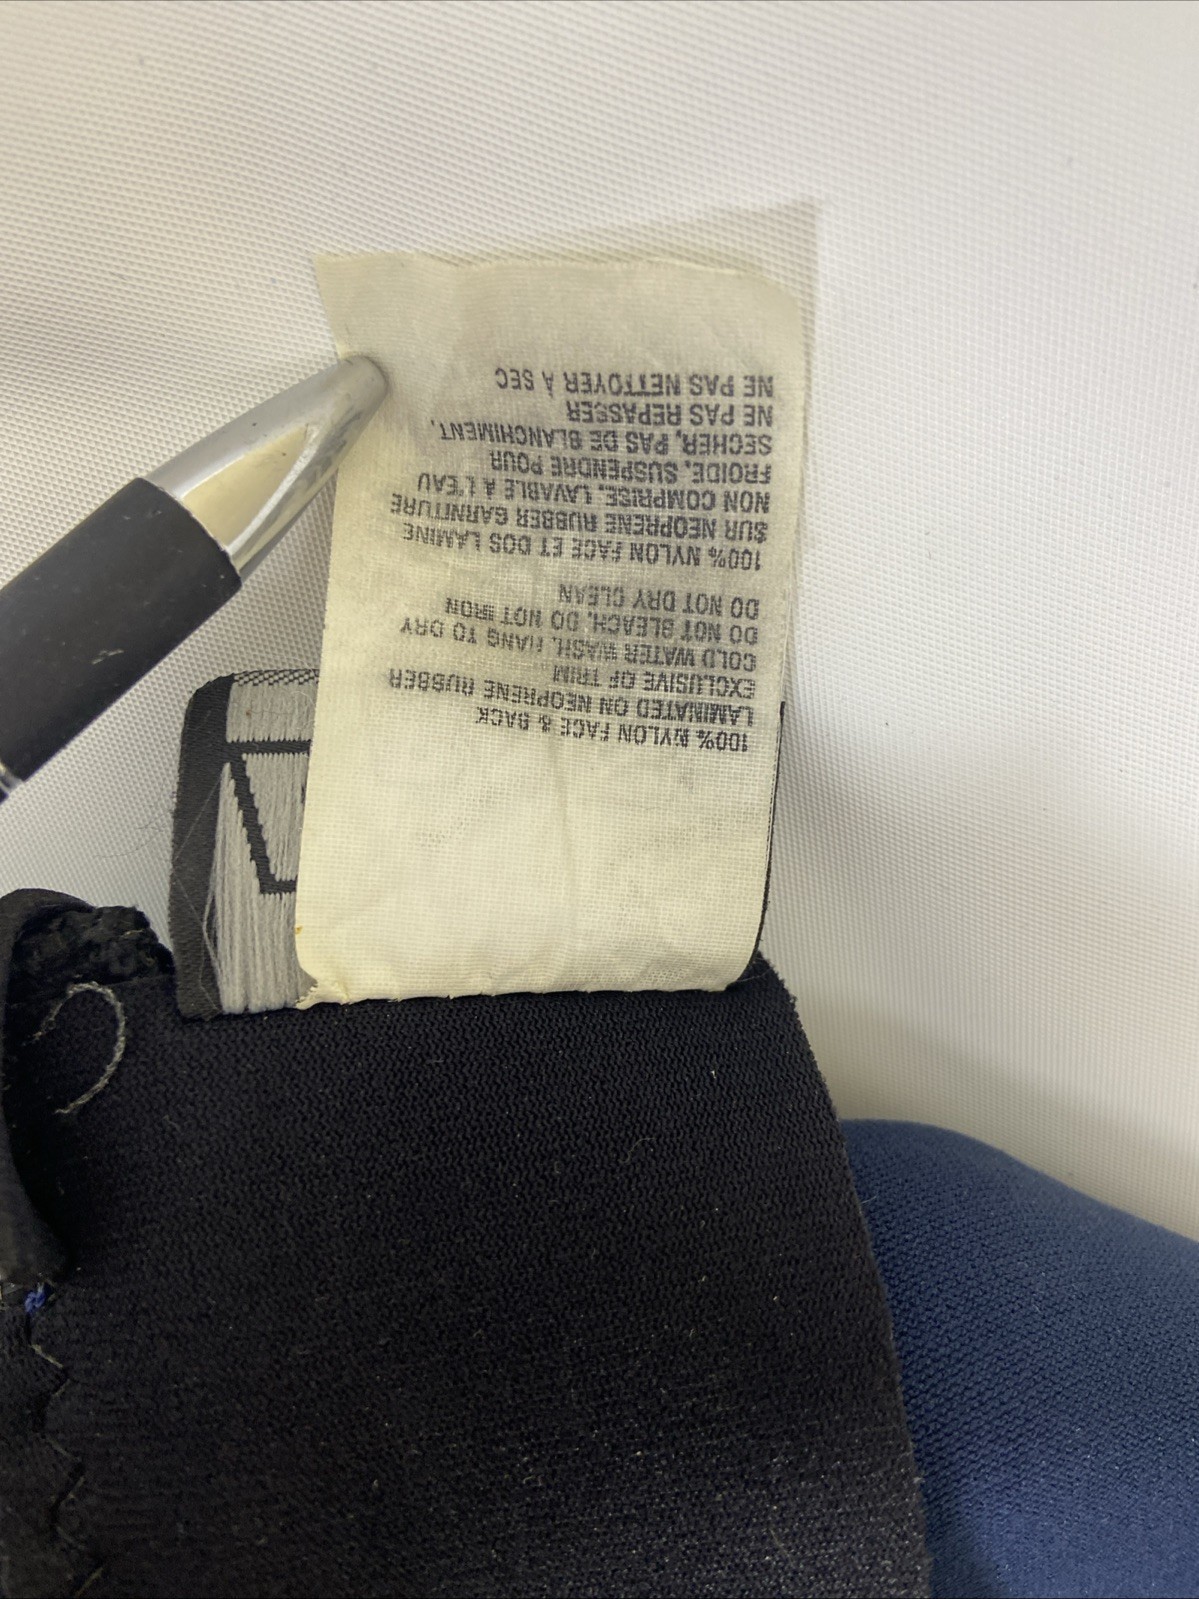 100% NYLON FACE & BACK
LAMINATED ON NEOPRENE RUBBER
EXCLUSIVE OF TRIM
COLD WATER WASH, HANG TO DRY
DO NOT BLEACH, DO NOT IRON
DO NOT DRY CLEAN
100% NYLON FACE ET DOS LAMINE
SUR NEOPRENE RUBBER GARNITURE
NON COMPRISE, LAVABLE A L'EAU
FROIDE, SUSPENDRE POUR
SECHER, PAS DE BLANCHIMENT,
NE PAS REPASSER
NE PAS NETTOYER À SEC